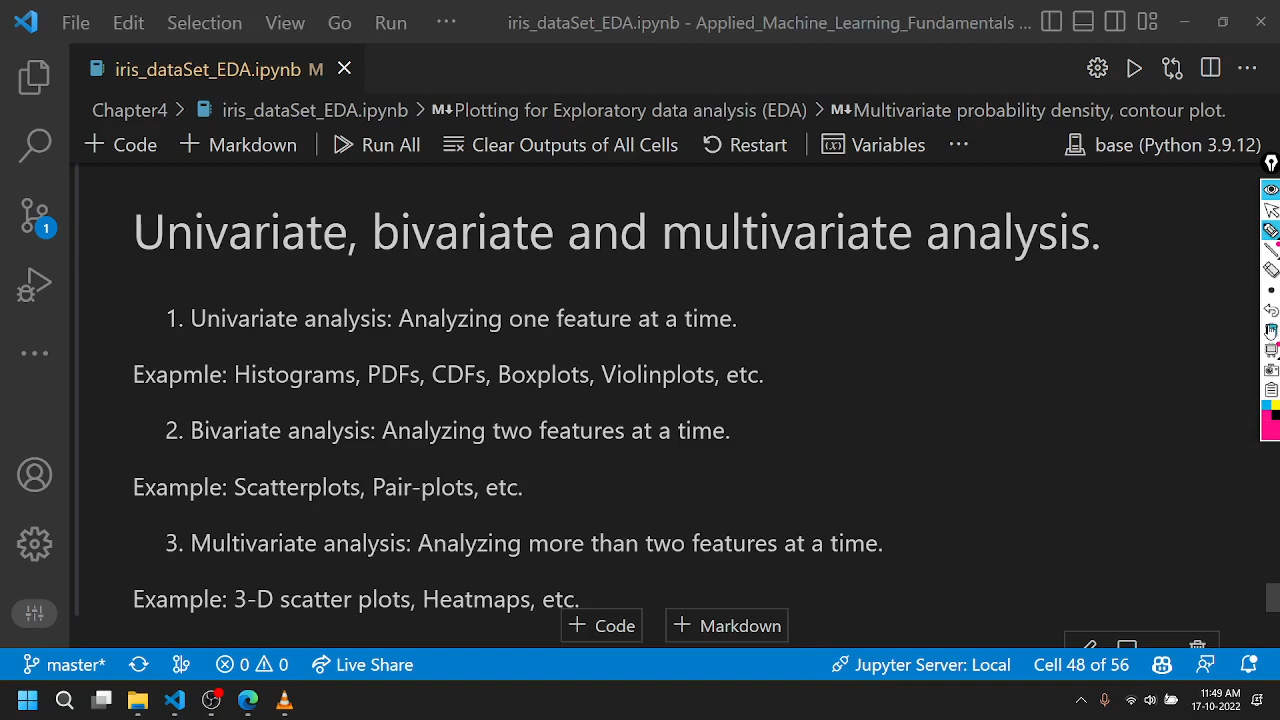 File Edit Selection View Go Run ··· iris_dataSet_EDA.ipynb - Applied_Machine_Learning_Fundamentals ...
iris_dataSet_EDA.ipynb M
Chapter4 > iris_dataSet_EDA.ipynb > M↓Plotting for Exploratory data analysis (EDA) > M↓Multivariate probability density, contour plot.
+ Code + Markdown Run All Clear Outputs of All Cells Restart Variables ··· base (Python 3.9.12)
Univariate, bivariate and multivariate analysis.
1. Univariate analysis: Analyzing one feature at a time.
Exapmle: Histograms, PDFs, CDFs, Boxplots, Violinplots, etc.
2. Bivariate analysis: Analyzing two features at a time.
Example: Scatterplots, Pair-plots, etc.
3. Multivariate analysis: Analyzing more than two features at a time.
Example: 3-D scatter plots, Heatmaps, etc.
+ Code + Markdown
1
master* 0 0 Live Share Jupyter Server: Local Cell 48 of 56
11:49 AM
17-10-2022